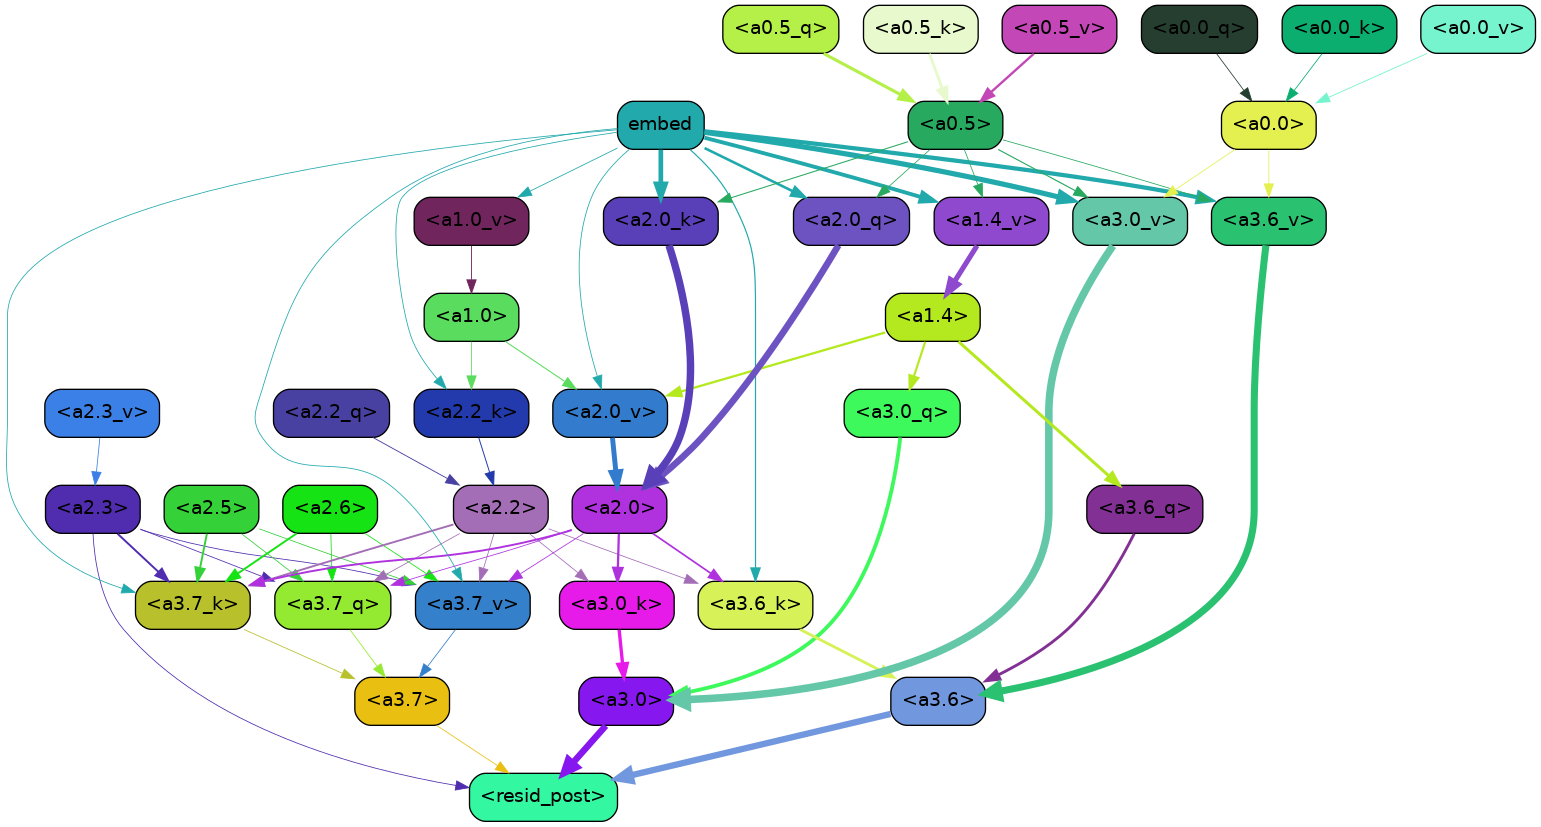 <a0.5_q> <a0.5_k> <a0.5_v> <a0.0_q> <a0.0_k> <a0.0_v>
embed <a0.5> <a0.0>
<a1.0_v> <a2.0_k> <a2.0_q> <a1.4_v> <a3.0_v> <a3.6_v>
<a1.0> <a1.4>
<a2.3_v> <a2.2_q> <a2.2_k> <a2.0_v> <a3.0_q>
<a2.3> <a2.5> <a2.6> <a2.2> <a2.0> <a3.6_q>
<a3.7_k> <a3.7_q> <a3.7_v> <a3.0_k> <a3.6_k>
<a3.7> <a3.0> <a3.6>
<resid_post>